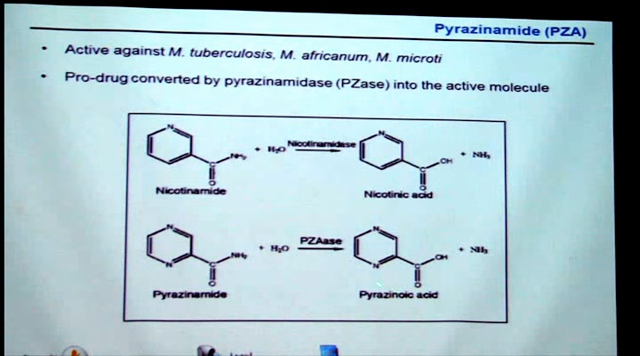 Pyrazinamide (PZA)
• Active against M. tuberculosis, M. africanum, M. microti
• Pro-drug converted by pyrazinamidase (PZase) into the active molecule
N C NH₂ O + H₂O Nicotinamidase N C OH O + NH₃
Nicotinamide Nicotinic acid
N N C NH₂ O + H₂O PZAase N N C OH O + NH₃
Pyrazinamide Pyrazinoic acid